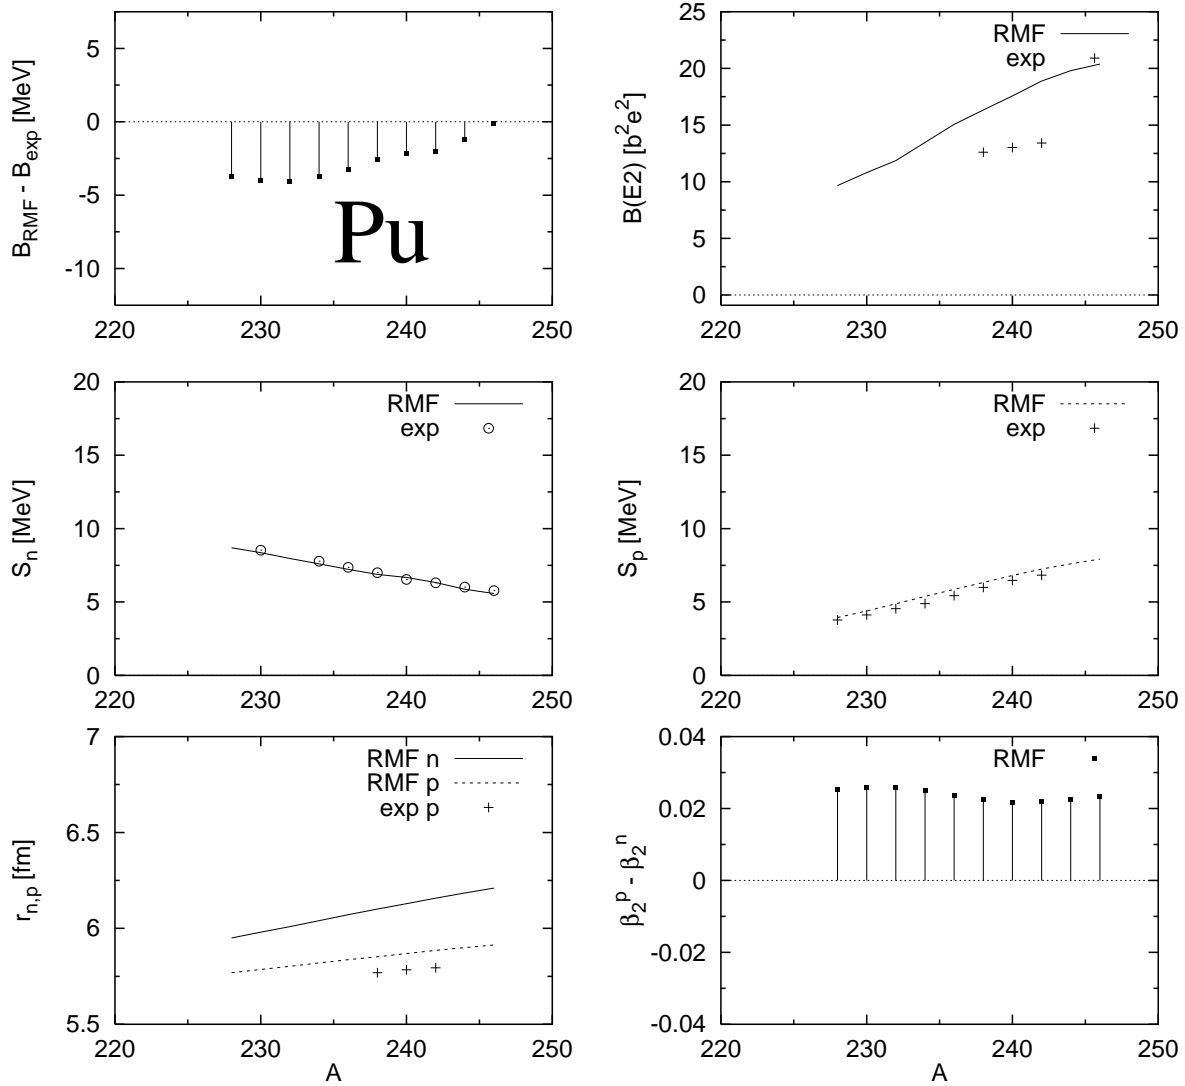 B_RMF - B_exp [MeV]
5
0
-5
-10
Pu
220
230
240
250
B(E2) [b^2e^2]
25
20
15
10
5
0
RMF
exp
220
230
240
250
S_n [MeV]
20
15
10
5
0
RMF
exp
220
230
240
250
S_p [MeV]
20
15
10
5
0
RMF
exp
220
230
240
250
r_n,p [fm]
7
6.5
6
5.5
RMF n
RMF p
exp p
220
230
240
250
A
β_2^p - β_2^n
0.04
0.02
0
-0.02
-0.04
RMF
220
230
240
250
A